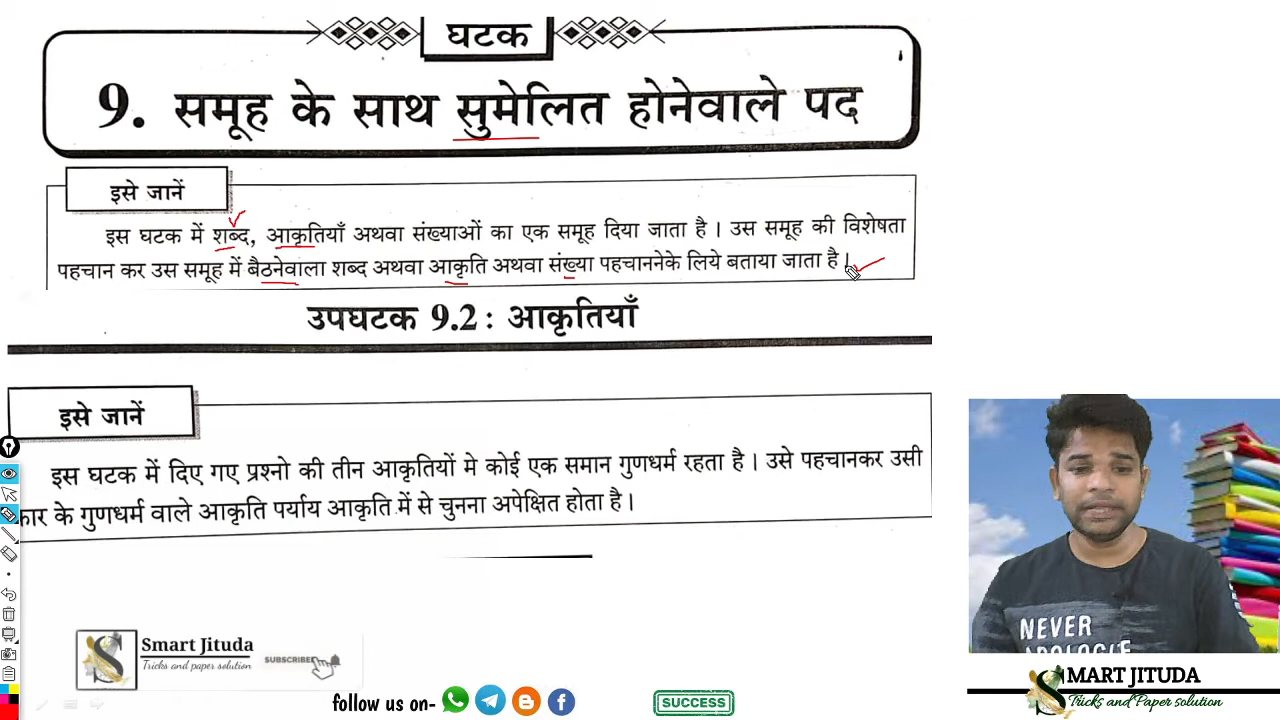 घटक
9. समूह के साथ सुमेलित होनेवाले पद
इसे जानें
इस घटक में शब्द, आकृतियाँ अथवा संख्याओं का एक समूह दिया जाता है। उस समूह की विशेषता
पहचान कर उस समूह में बैठनेवाला शब्द अथवा आकृति अथवा संख्या पहचाननेके लिये बताया जाता है।
उपघटक 9.2 : आकृतियाँ
इसे जानें
इस घटक में दिए गए प्रश्नो की तीन आकृतियों मे कोई एक समान गुणधर्म रहता है। उसे पहचानकर उसी
कार के गुणधर्म वाले आकृति पर्याय आकृति में से चुनना अपेक्षित होता है।
Smart Jituda
Tricks and paper solution
SUBSCRIBE
follow us on-
SUCCESS
NEVER
APOLOGIE
SMART JITUDA
Tricks and Paper solution